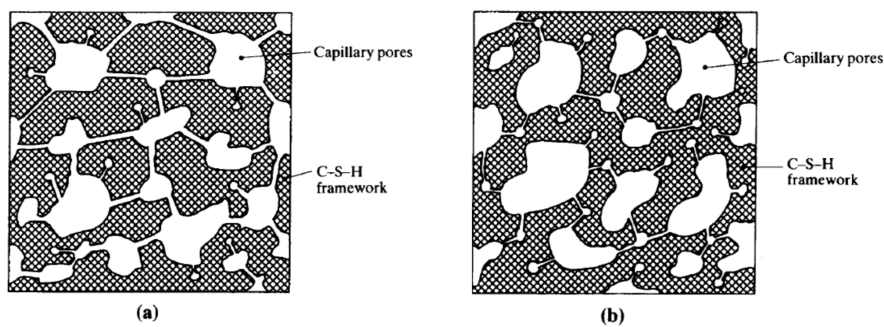 Capillary pores
C-S-H
framework
(a)
Capillary pores
C–S–H
framework
(b)